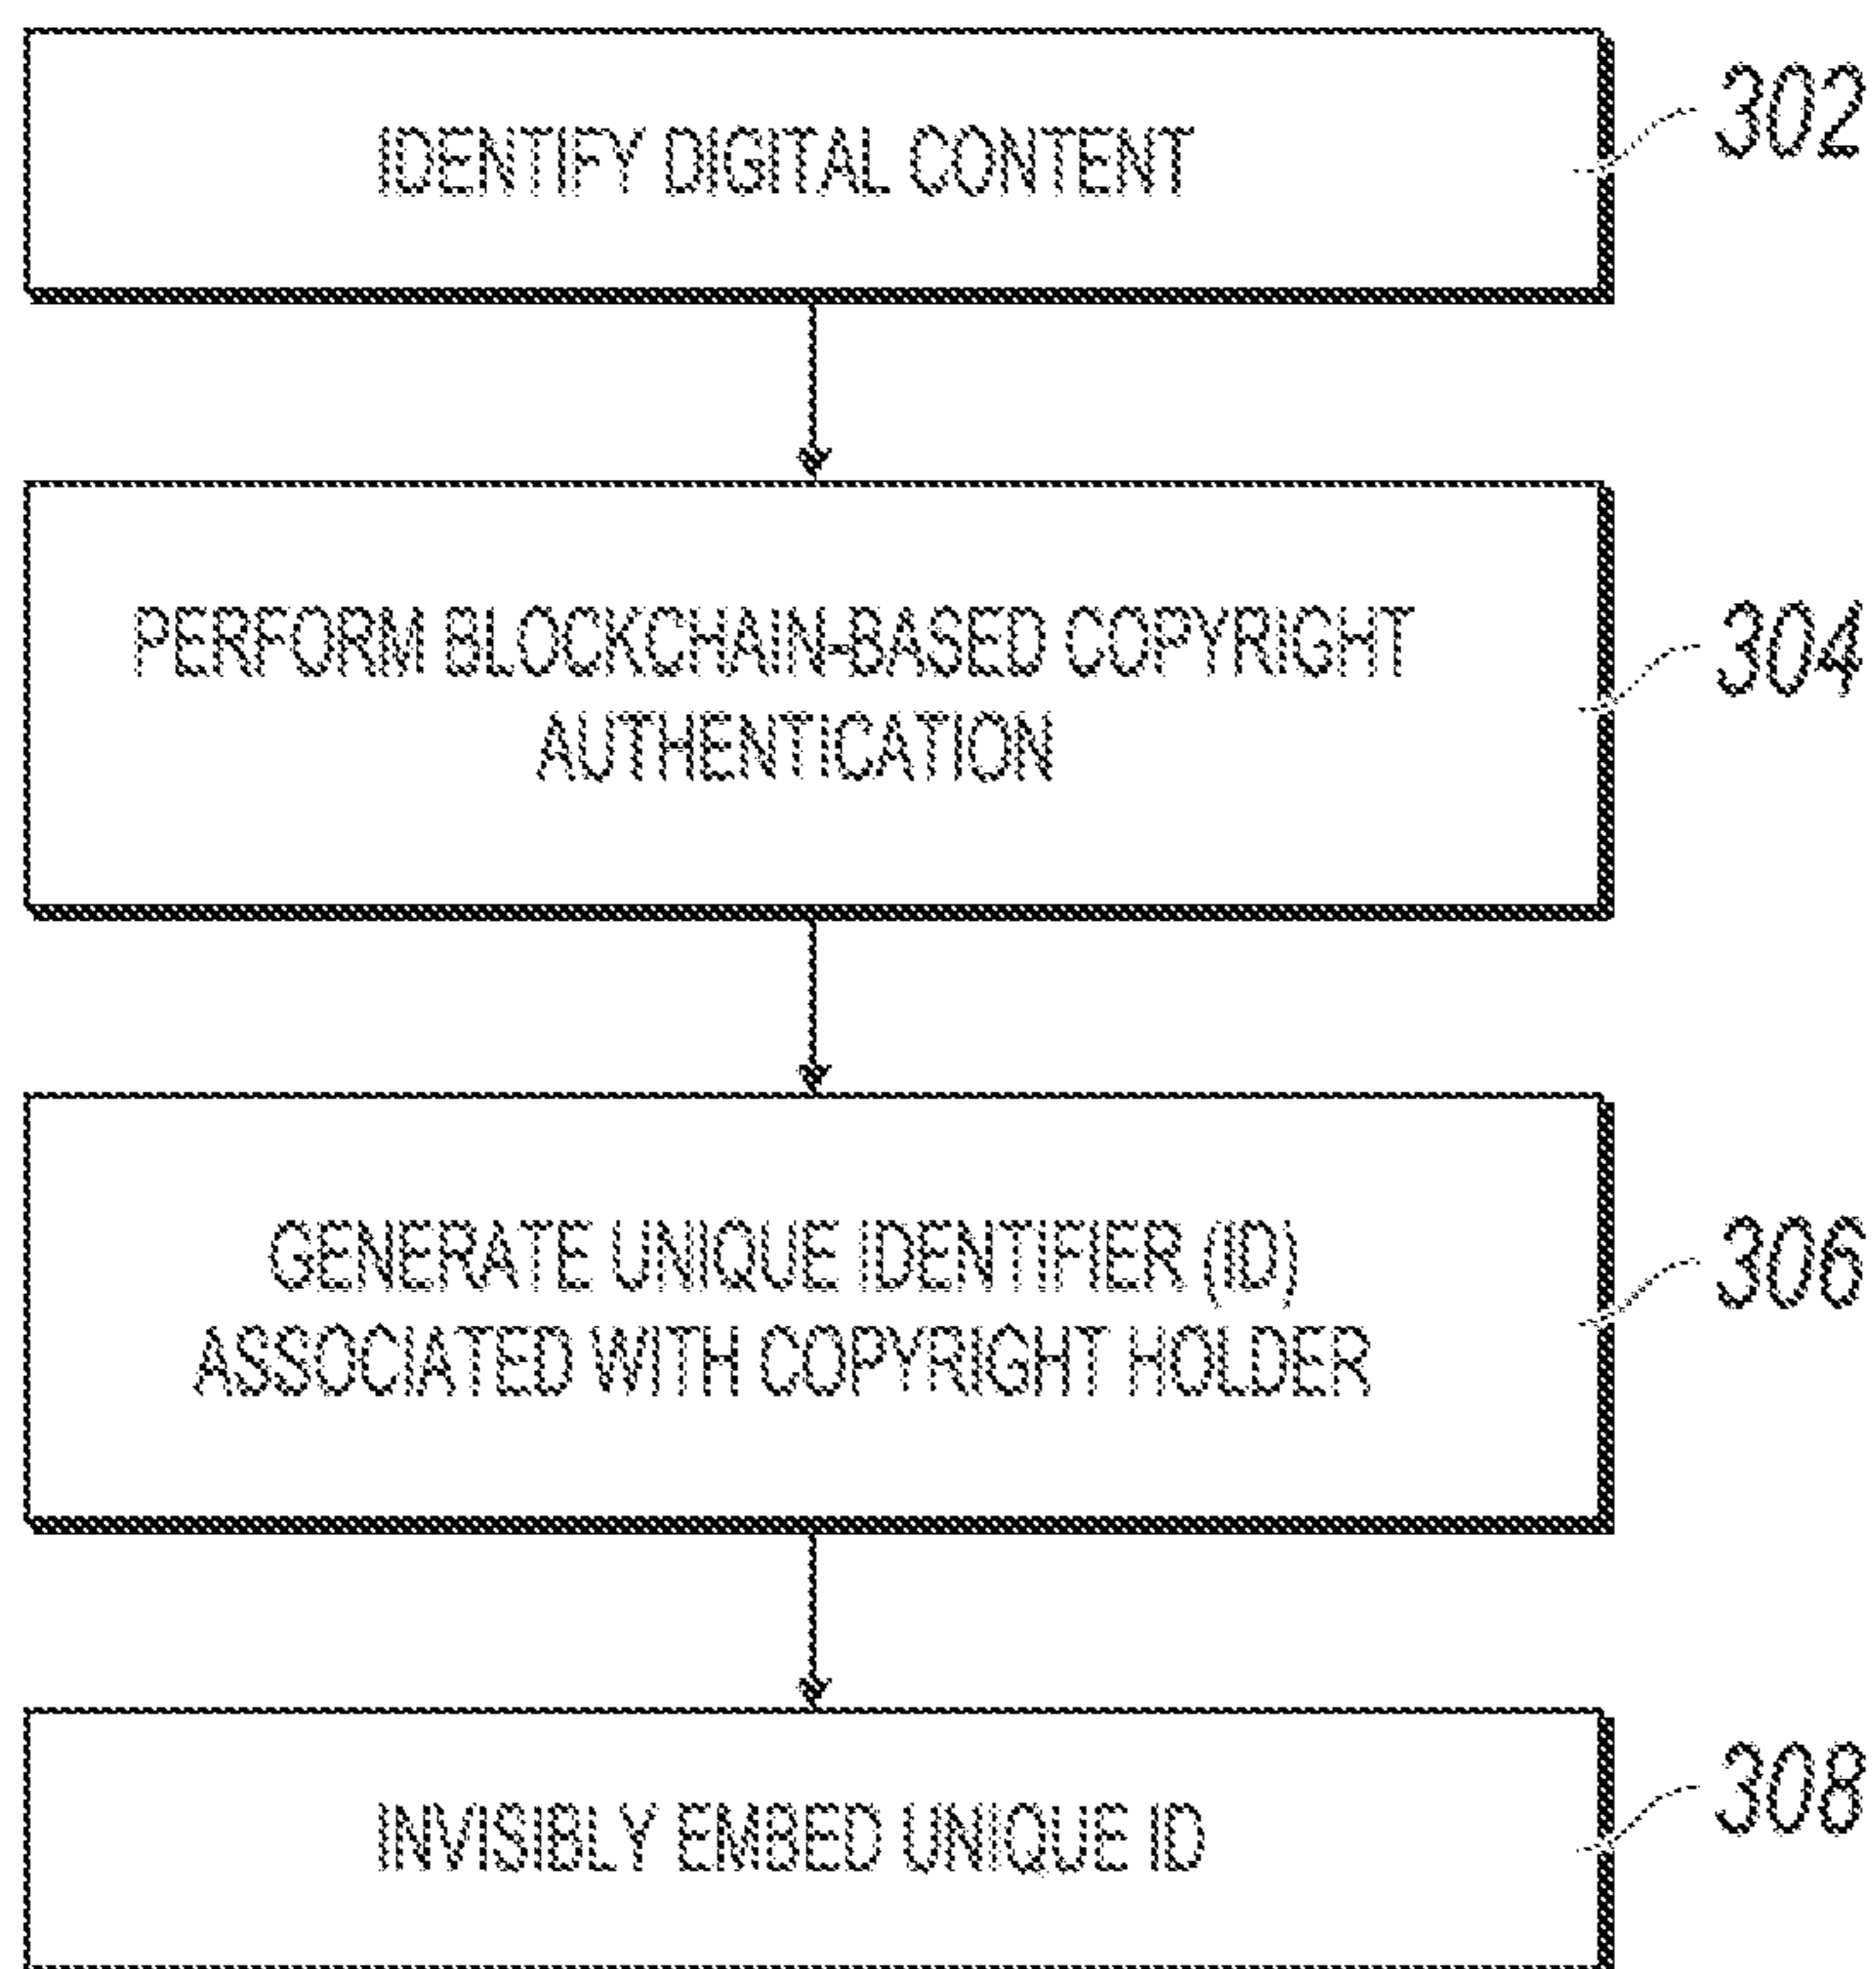 IDENTIFY DIGITAL CONTENT
302
PERFORM BLOCKCHAIN-BASED COPYRIGHT
AUTHENTICATION
304
GENERATE UNIQUE IDENTIFIER (ID)
ASSOCIATED WITH COPYRIGHT HOLDER
306
INVISIBLY EMBED UNIQUE ID
308